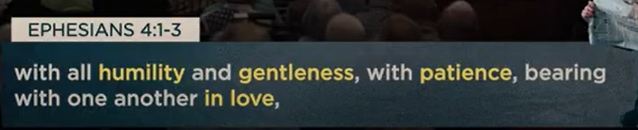 EPHESIANS 4:1-3
with all humility and gentleness, with patience, bearing
with one another in love,